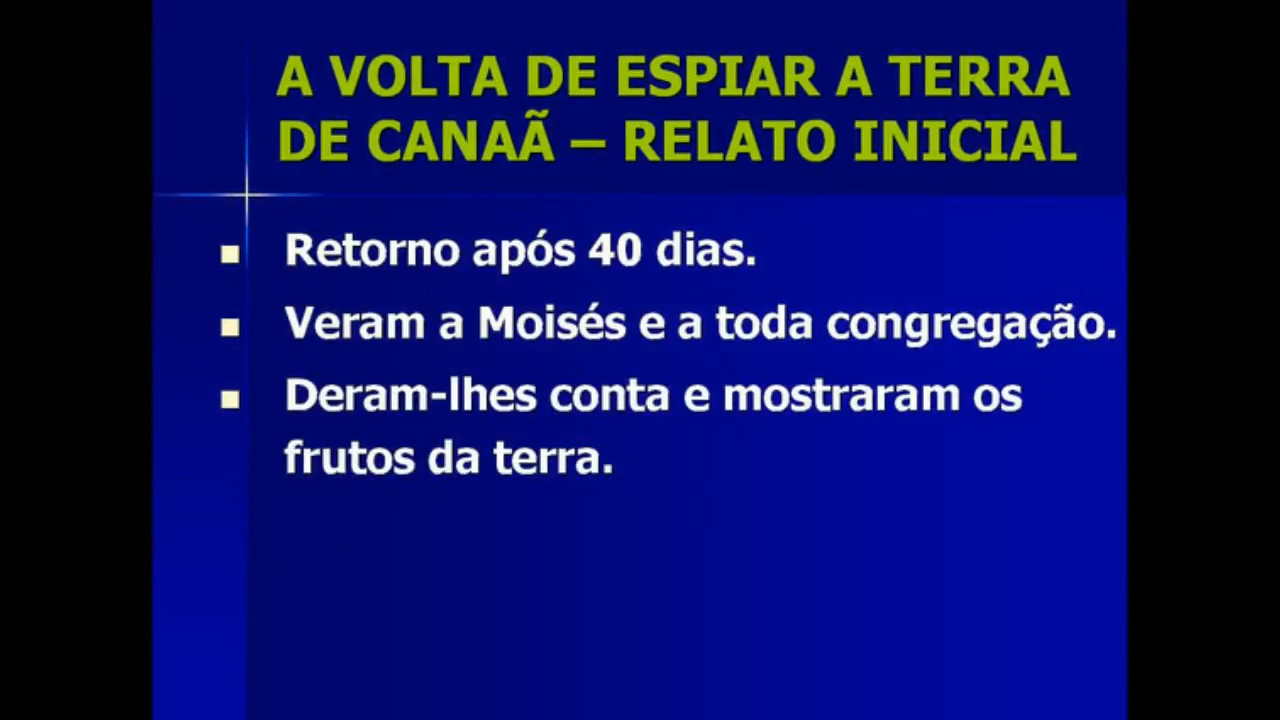 A VOLTA DE ESPIAR A TERRA
DE CANAÃ – RELATO INICIAL
Retorno após 40 dias.
Veram a Moisés e a toda congregação.
Deram-lhes conta e mostraram os
frutos da terra.